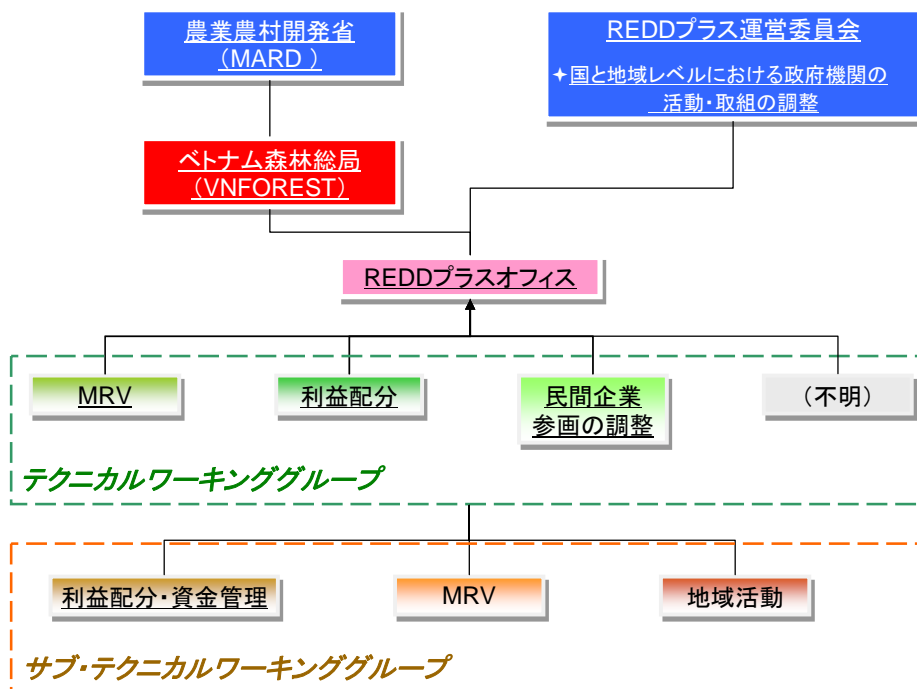 農業農村開発省
(MARD )
REDDプラス運営委員会
✦国と地域レベルにおける政府機関の
活動・取組の調整
ベトナム森林総局
(VNFOREST)
REDDプラスオフィス
MRV
利益配分
民間企業
参画の調整
(不明)
テクニカルワーキンググループ
利益配分・資金管理
MRV
地域活動
サブ・テクニカルワーキンググループ